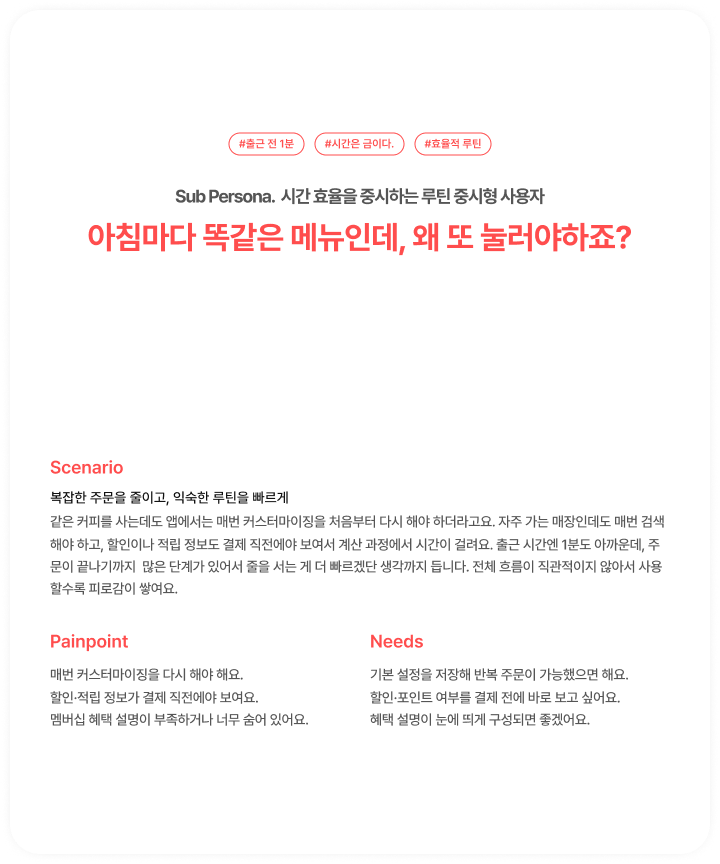 #출근 전 1분
#시간은 금이다.
#효율적 루틴
Sub Persona. 시간 효율을 중시하는 루틴 중시형 사용자
아침마다 똑같은 메뉴인데, 왜 또 눌러야하죠?
Scenario
복잡한 주문을 줄이고, 익숙한 루틴을 빠르게
같은 커피를 사는데도 앱에서는 매번 커스터마이징을 처음부터 다시 해야 하더라고요. 자주 가는 매장인데도 매번 검색
해야 하고, 할인이나 적립 정보도 결제 직전에야 보여서 계산 과정에서 시간이 걸려요. 출근 시간엔 1분도 아까운데, 주
문이 끝나기까지 많은 단계가 있어서 줄을 서는 게 더 빠르겠단 생각까지 듭니다. 전체 흐름이 직관적이지 않아서 사용
할수록 피로감이 쌓여요.
Painpoint
매번 커스터마이징을 다시 해야 해요.
할인·적립 정보가 결제 직전에야 보여요.
멤버십 혜택 설명이 부족하거나 너무 숨어 있어요.
Needs
기본 설정을 저장해 반복 주문이 가능했으면 해요.
할인·포인트 여부를 결제 전에 바로 보고 싶어요.
혜택 설명이 눈에 띄게 구성되면 좋겠어요.